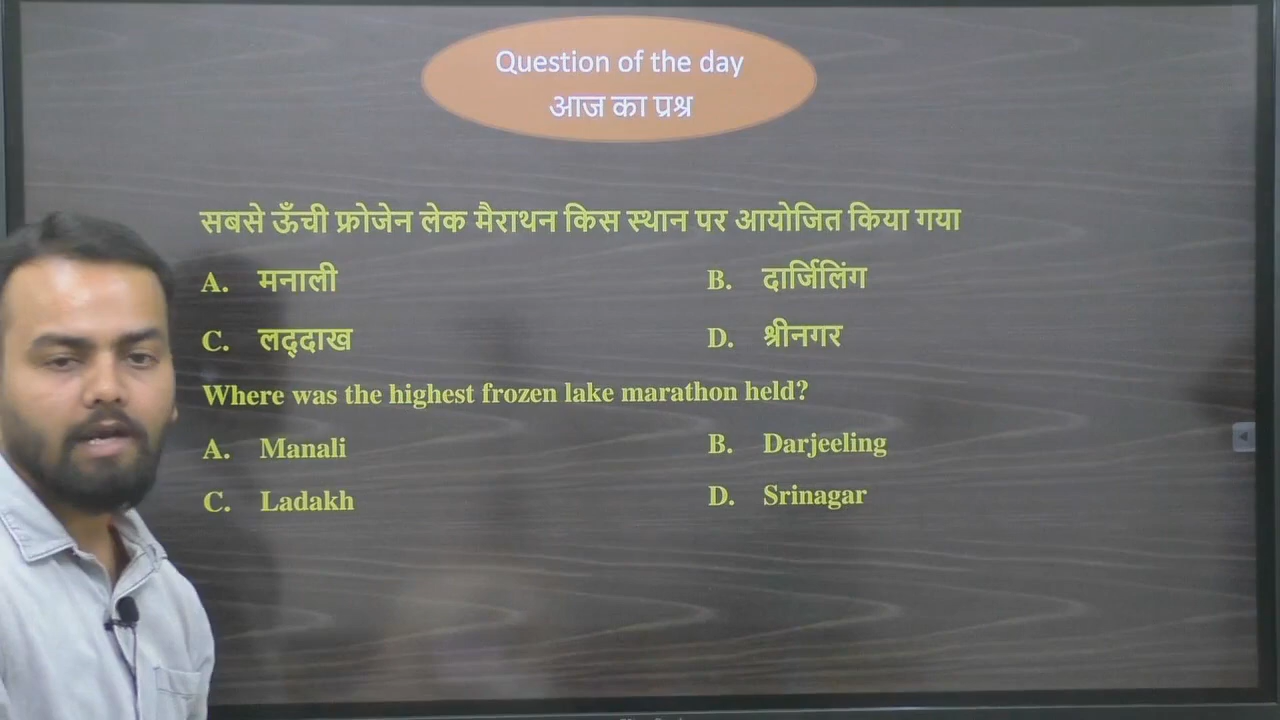 Question of the day
आज का प्रश्न
सबसे ऊँची फ्रोजेन लेक मैराथन किस स्थान पर आयोजित किया गया
A. मनाली B. दार्जिलिंग
C. लद्दाख D. श्रीनगर
Where was the highest frozen lake marathon held?
A. Manali B. Darjeeling
C. Ladakh D. Srinagar